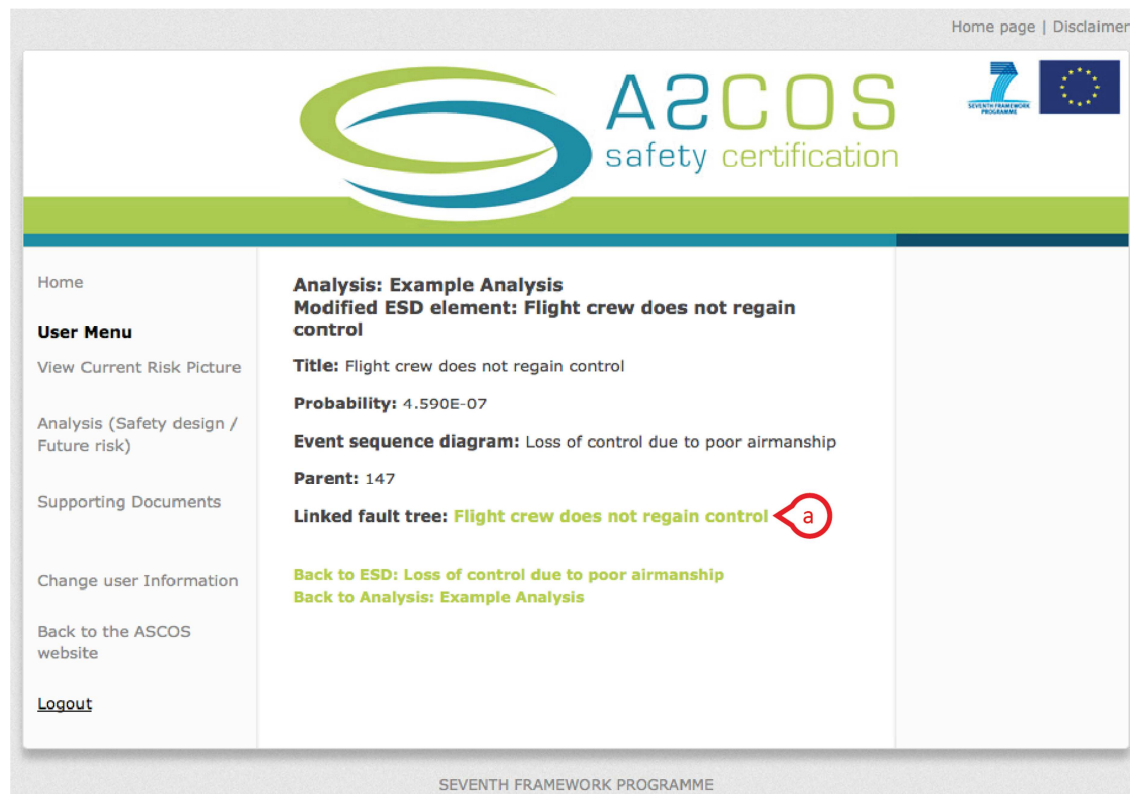 Home page | Disclaimer
ASCOS
safety certification
SEVENTH FRAMEWORK
PROGRAMME
Home
User Menu
View Current Risk Picture
Analysis (Safety design /
Future risk)
Supporting Documents
Change user Information
Back to the ASCOS
website
Logout
Analysis: Example Analysis
Modified ESD element: Flight crew does not regain
control
Title: Flight crew does not regain control
Probability: 4.590E-07
Event sequence diagram: Loss of control due to poor airmanship
Parent: 147
Linked fault tree: Flight crew does not regain control
a
Back to ESD: Loss of control due to poor airmanship
Back to Analysis: Example Analysis
SEVENTH FRAMEWORK PROGRAMME